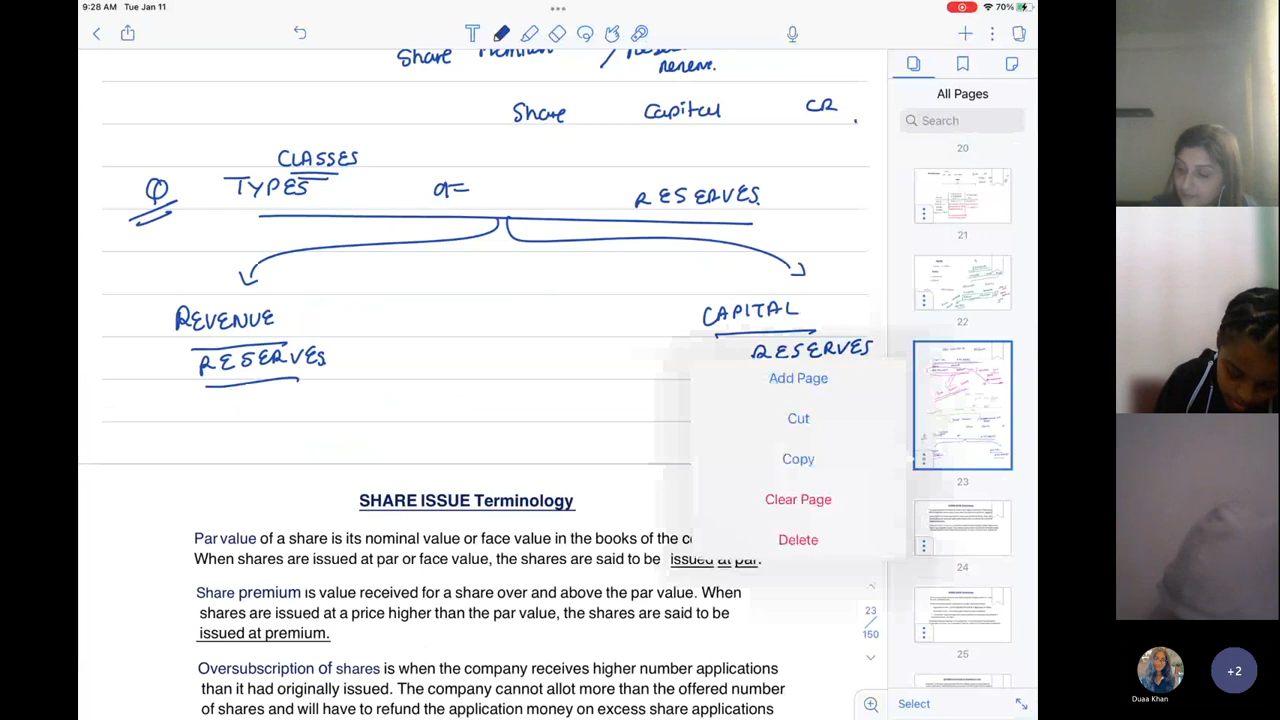 9:28 AM Tue Jan 11
70%
Share
/
CR
Share Capital
CLASSES
Q TYPES OF RESERVES
REVENUE RESERVES
CAPITAL RESERVES
Add Page
Cut
Copy
Clear Page
Delete
SHARE ISSUE Terminology
Par value is its nominal value or face value in the books of the
When shares are issued at par or face value, the shares are said to be issued at par.
Share premium is value received for a share over and above the par value. When
shares are issued at a price higher than the par value, the shares are said to be
issued at premium.
Oversubscription of shares is when the company receives higher number applications
than it had originally issued. The company cannot allot more than the offered number
of shares and will have to refund the application money on excess share applications
23
/
150
All Pages
Search
20
21
22
23
24
25
Select
Duaa Khan
+2